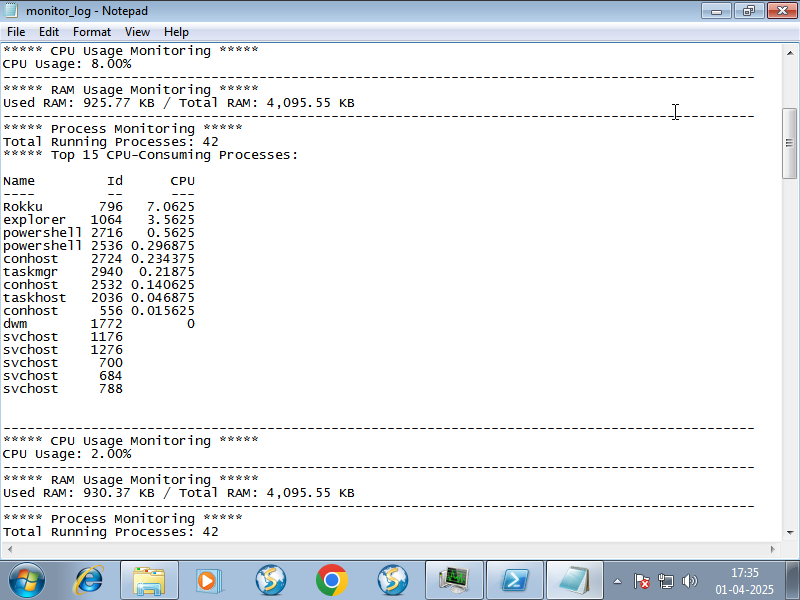 monitor_log - Notepad
File Edit Format View Help
***** CPU Usage Monitoring *****
CPU Usage: 8.00%
----------------------------------------------------------------------------------------------
***** RAM Usage Monitoring *****
Used RAM: 925.77 KB / Total RAM: 4,095.55 KB
----------------------------------------------------------------------------------------------
***** Process Monitoring *****
Total Running Processes: 42
***** Top 15 CPU-Consuming Processes:
Name Id CPU
---- -- ---
Rokku 796 7.0625
explorer 1064 3.5625
powershell 2716 0.5625
powershell 2536 0.296875
conhost 2724 0.234375
taskmgr 2940 0.21875
conhost 2532 0.140625
taskhost 2036 0.046875
conhost 556 0.015625
dwm 1772 0
svchost 1176
svchost 1276
svchost 700
svchost 684
svchost 788
----------------------------------------------------------------------------------------------
***** CPU Usage Monitoring *****
CPU Usage: 2.00%
----------------------------------------------------------------------------------------------
***** RAM Usage Monitoring *****
Used RAM: 930.37 KB / Total RAM: 4,095.55 KB
----------------------------------------------------------------------------------------------
***** Process Monitoring *****
Total Running Processes: 42
17:35
01-04-2025